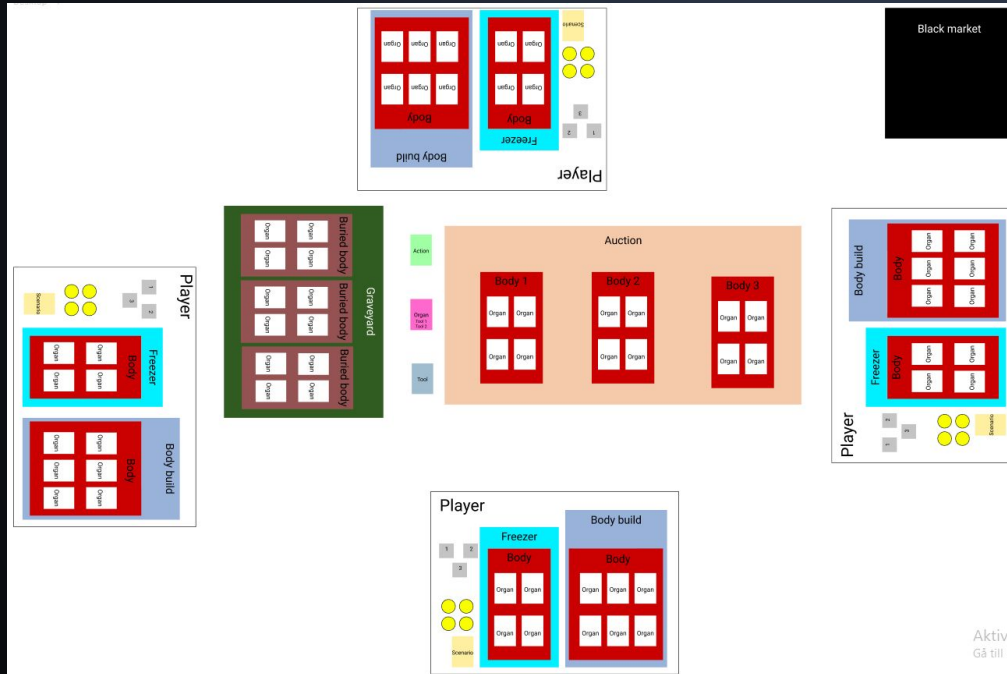 Organ Organ Organ
Organ Organ Organ
Body
Body build
Organ Organ
Organ Organ
Body
Freezer
Scenario
3
2 1
Player
Black market
Graveyard
Buried body
Organ Organ
Organ Organ
Buried body
Organ Organ
Organ Organ
Buried body
Organ Organ
Organ Organ
Action
Organ
Tool 1
Tool 2
Tool
Auction
Body 1
Organ Organ
Organ Organ
Body 2
Organ Organ
Organ Organ
Body 3
Organ Organ
Organ Organ
Player
Scenario
1
3
2
Freezer
Body
Organ Organ
Organ Organ
Body build
Body
Organ Organ Organ
Organ Organ Organ
Body build
Body
Organ Organ Organ
Organ Organ Organ
Freezer
Body
Organ Organ
Organ Organ
Player
2
3
1
Scenario
Player
1 2
3
Scenario
Freezer
Body
Organ Organ
Organ Organ
Body build
Body
Organ Organ Organ
Organ Organ Organ
Gå till